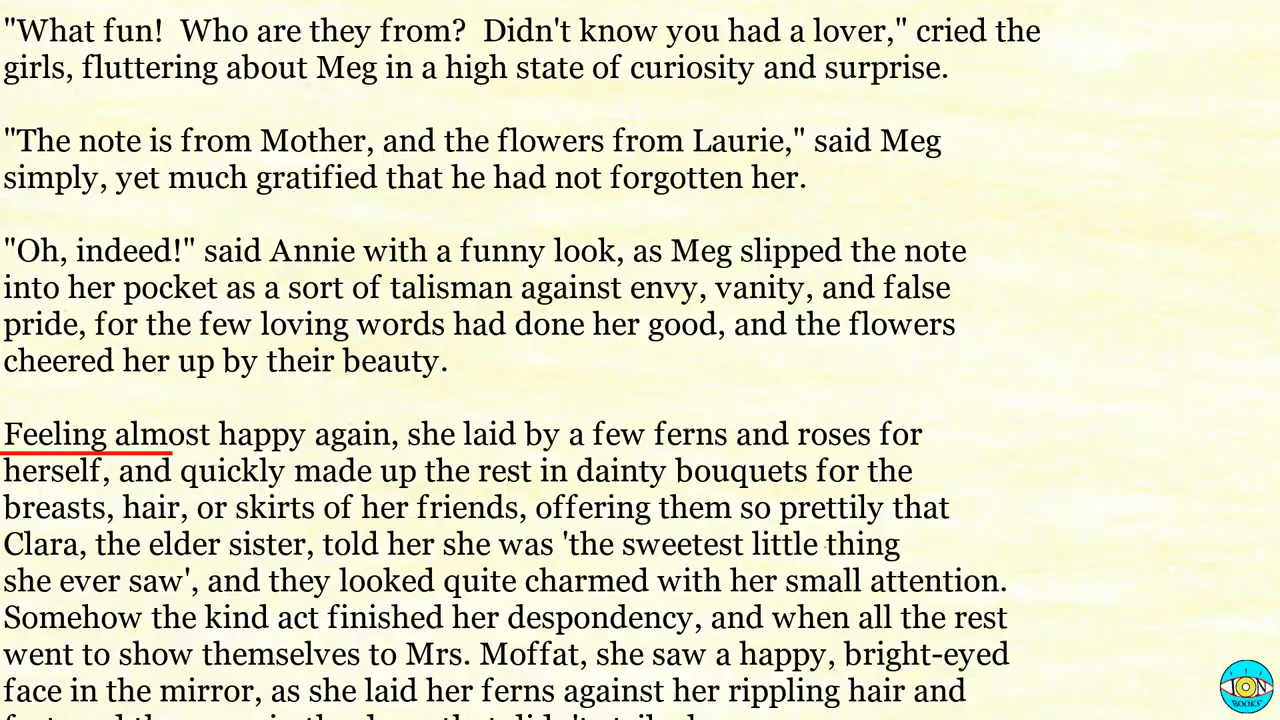 "What fun!  Who are they from?  Didn't know you had a lover," cried the
girls, fluttering about Meg in a high state of curiosity and surprise.
"The note is from Mother, and the flowers from Laurie," said Meg
simply, yet much gratified that he had not forgotten her.
"Oh, indeed!" said Annie with a funny look, as Meg slipped the note
into her pocket as a sort of talisman against envy, vanity, and false
pride, for the few loving words had done her good, and the flowers
cheered her up by their beauty.
Feeling almost happy again, she laid by a few ferns and roses for
herself, and quickly made up the rest in dainty bouquets for the
breasts, hair, or skirts of her friends, offering them so prettily that
Clara, the elder sister, told her she was 'the sweetest little thing
she ever saw', and they looked quite charmed with her small attention.
Somehow the kind act finished her despondency, and when all the rest
went to show themselves to Mrs. Moffat, she saw a happy, bright-eyed
face in the mirror, as she laid her ferns against her rippling hair and
ION
BOOKS